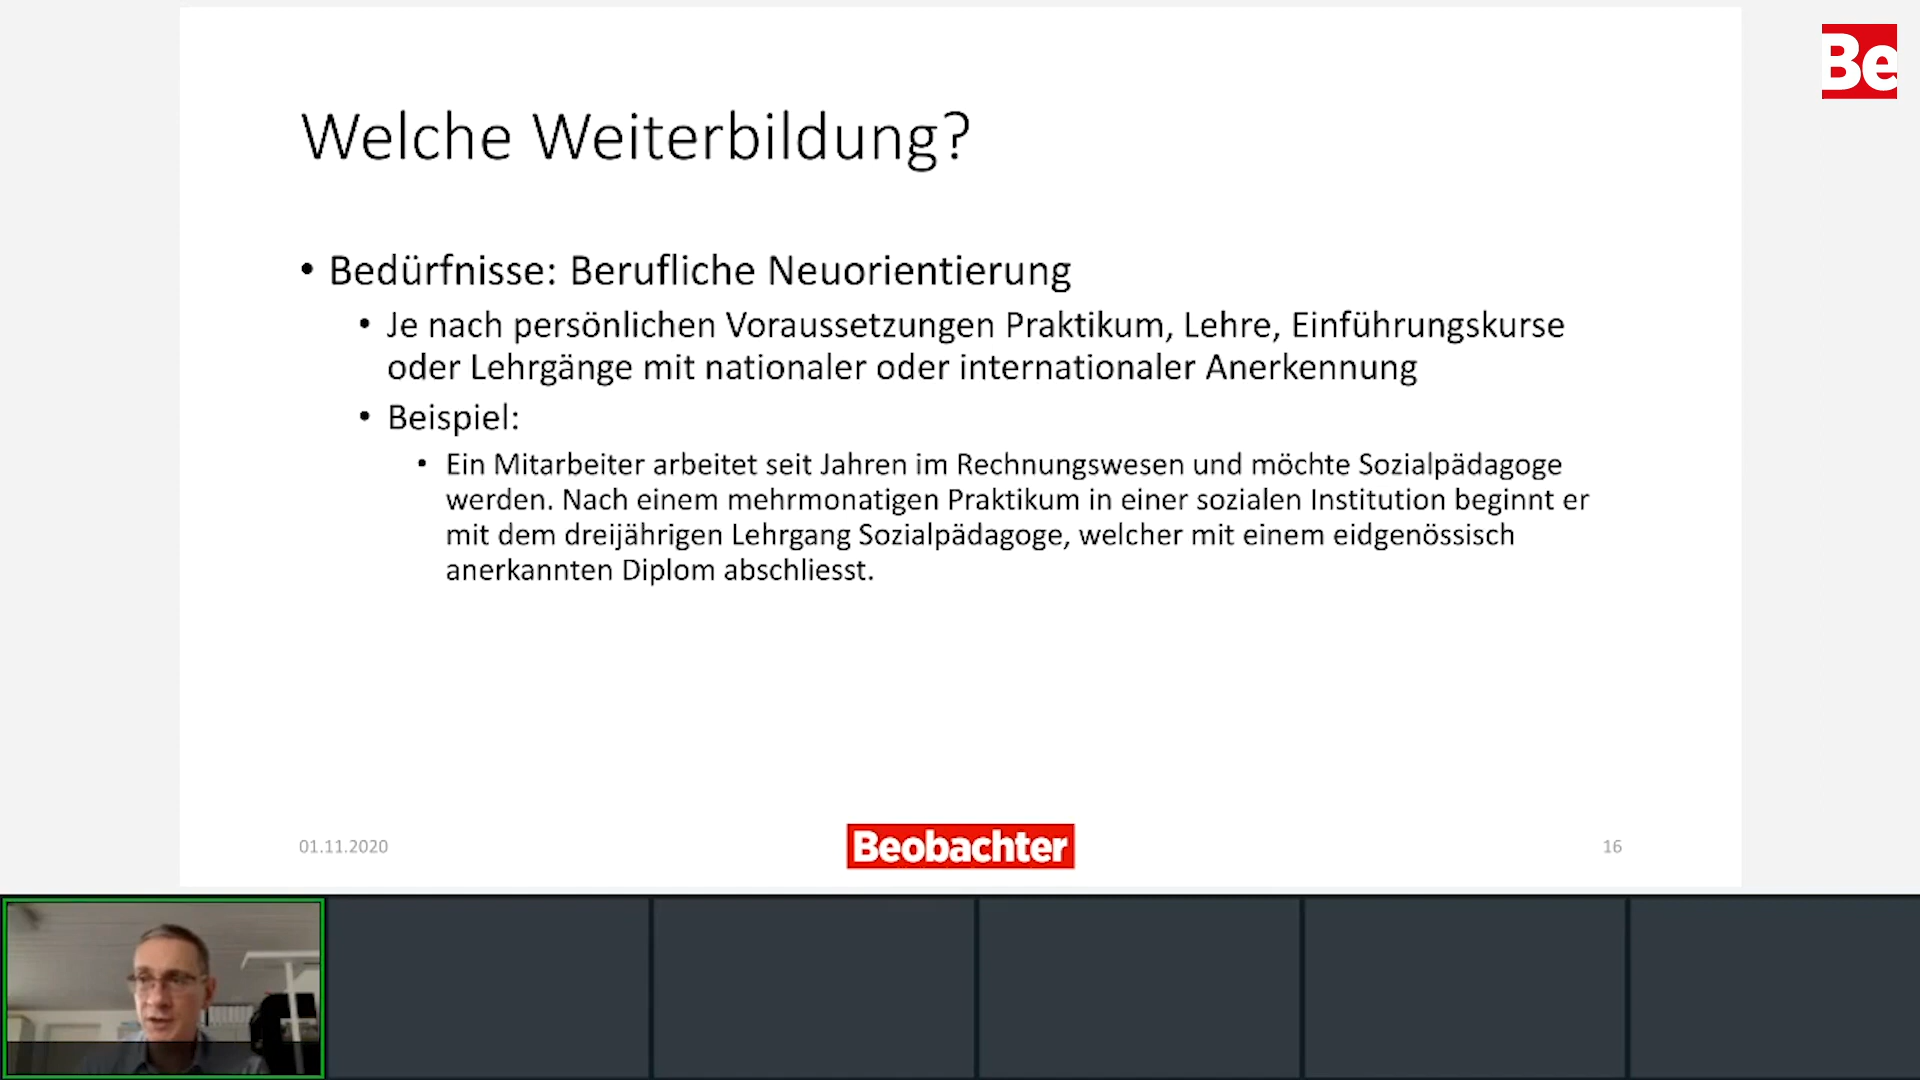 Be
Welche Weiterbildung?
• Bedürfnisse: Berufliche Neuorientierung
• Je nach persönlichen Voraussetzungen Praktikum, Lehre, Einführungskurse
oder Lehrgänge mit nationaler oder internationaler Anerkennung
• Beispiel:
• Ein Mitarbeiter arbeitet seit Jahren im Rechnungswesen und möchte Sozialpädagoge
werden. Nach einem mehrmonatigen Praktikum in einer sozialen Institution beginnt er
mit dem dreijährigen Lehrgang Sozialpädagoge, welcher mit einem eidgenössisch
anerkannten Diplom abschliesst.
01.11.2020
Beobachter
16